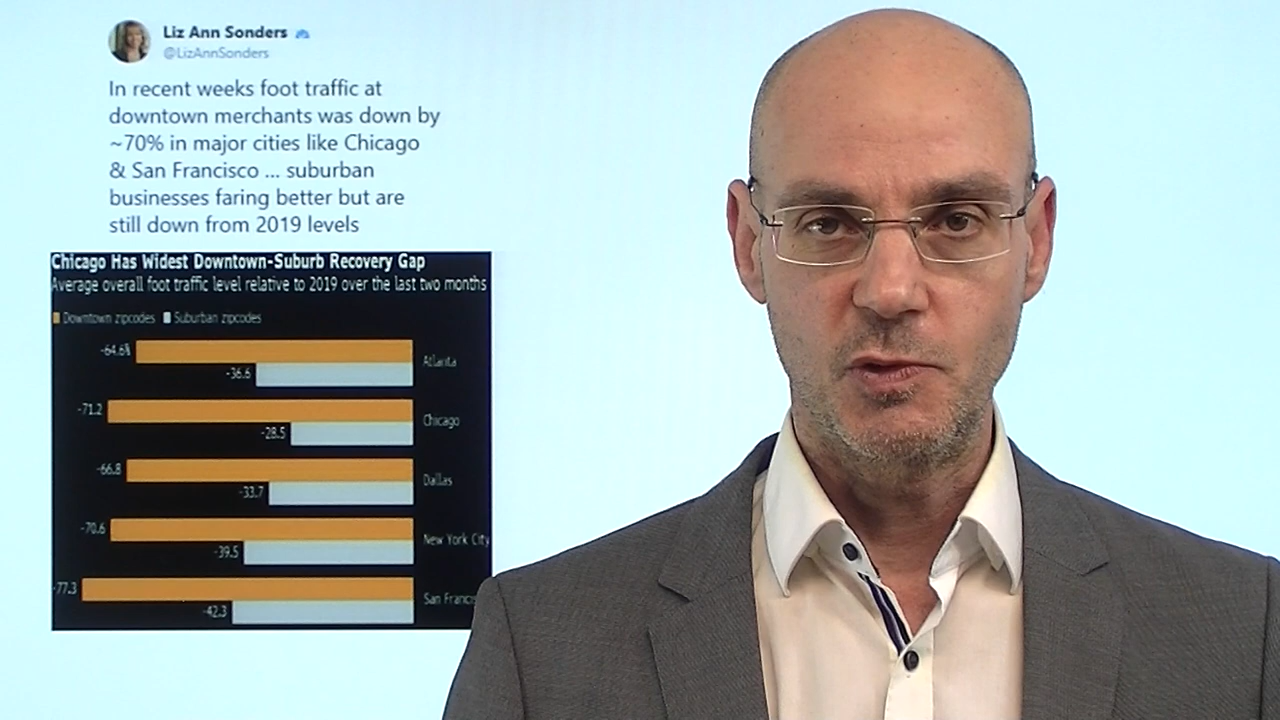 Liz Ann Sonders
@LizAnnSonders
In recent weeks foot traffic at
downtown merchants was down by
~70% in major cities like Chicago
& San Francisco ... suburban
businesses faring better but are
still down from 2019 levels
Chicago Has Widest Downtown-Suburb Recovery Gap
Average overall foot traffic level relative to 2019 over the last two months
Downtown zipcodes Suburban zipcodes
-64.6%
Atlanta
-36.6
-71.2
Chicago
-28.5
-66.8
Dallas
-33.7
-70.6
New York City
-39.5
-77.3
San Francis
-42.3